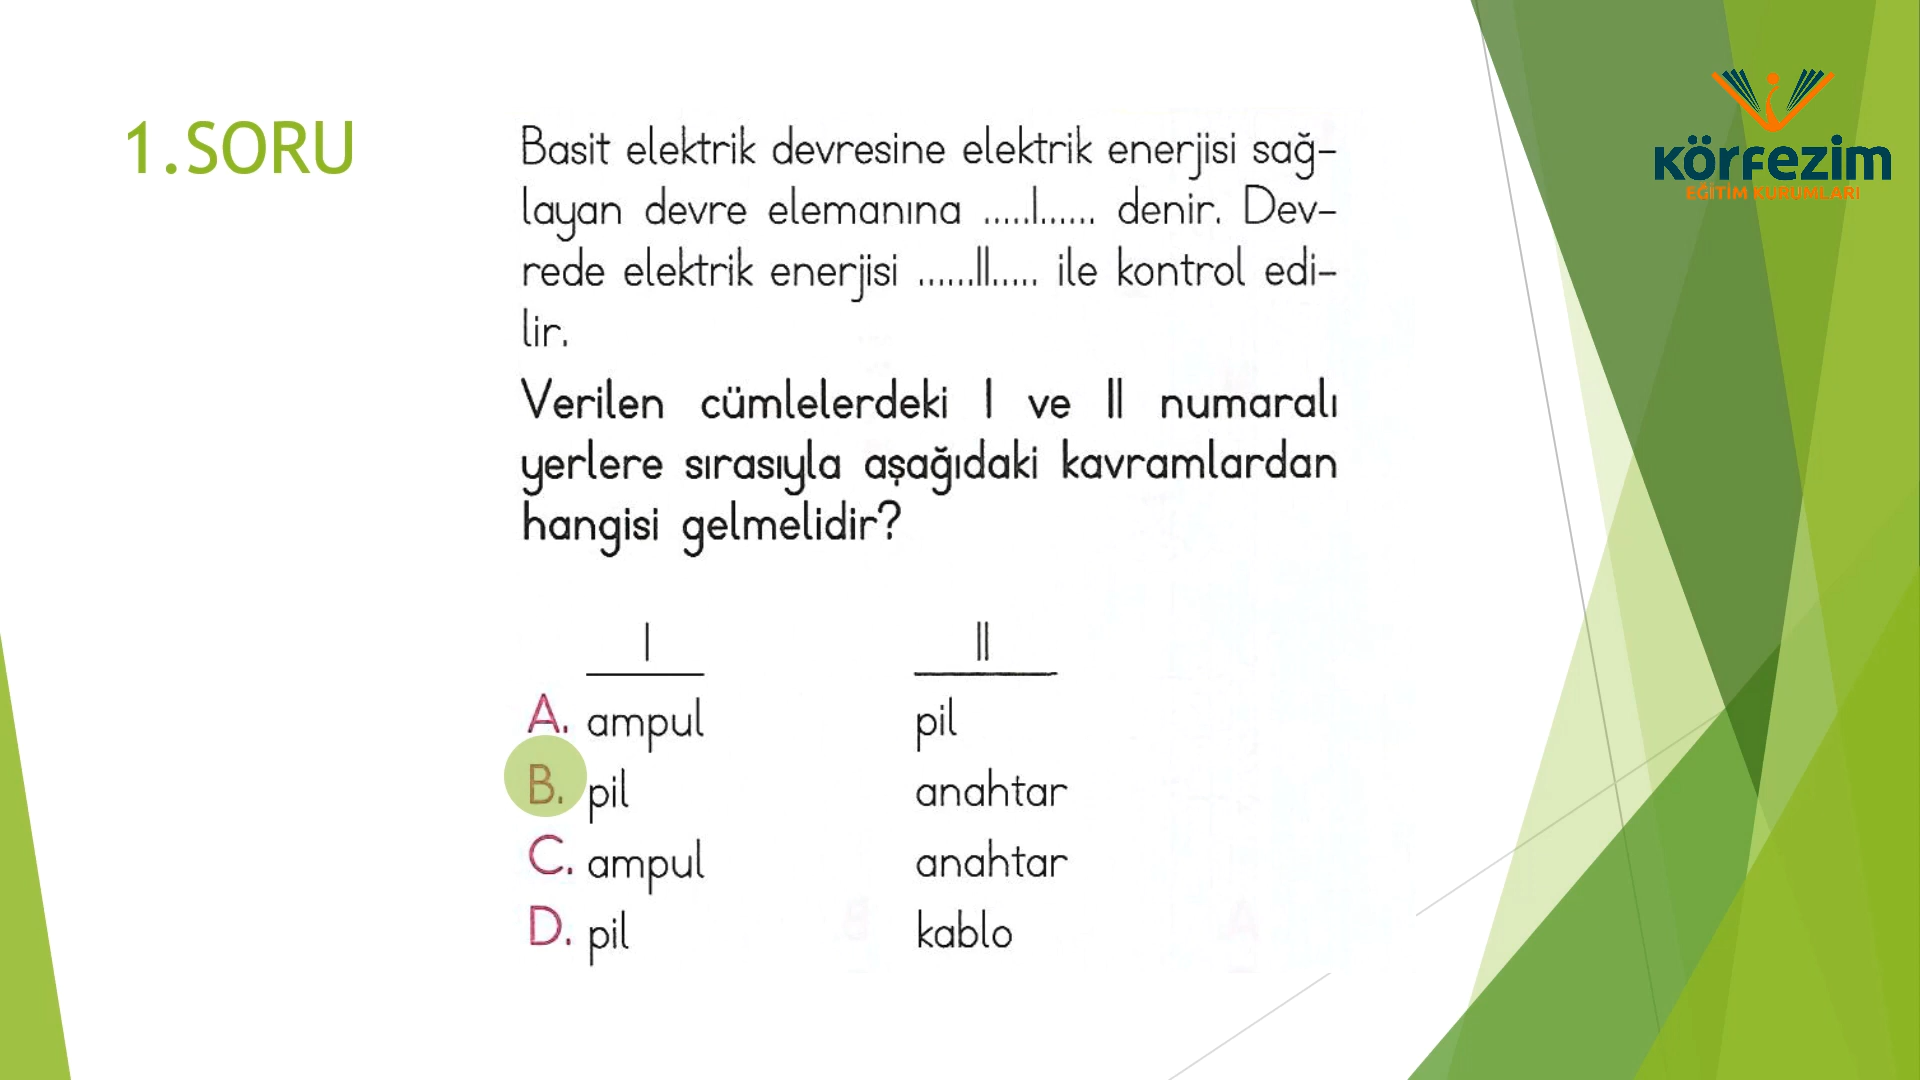 1.SORU
Basit elektrik devresine elektrik enerjisi sağ-
layan devre elemanına .....I...... denir. Dev-
rede elektrik enerjisi ......II..... ile kontrol edi-
lir.
Verilen cümlelerdeki I ve II numaralı
yerlere sırasıyla aşağıdaki kavramlardan
hangisi gelmelidir?
I II
A. ampul pil
B. pil anahtar
C. ampul anahtar
D. pil kablo
körfezim
EĞİTİM KURUMLARI